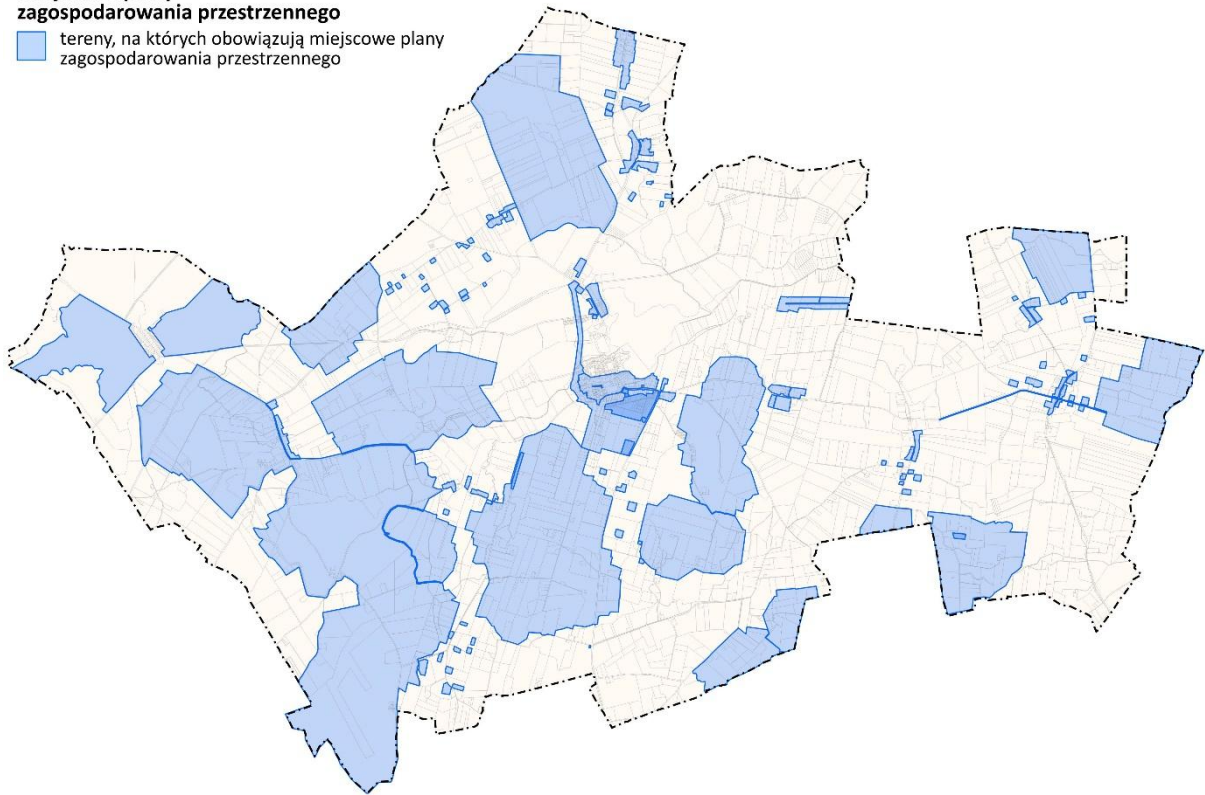 zagospodarowania przestrzennego
tereny, na których obowiązują miejscowe plany
zagospodarowania przestrzennego